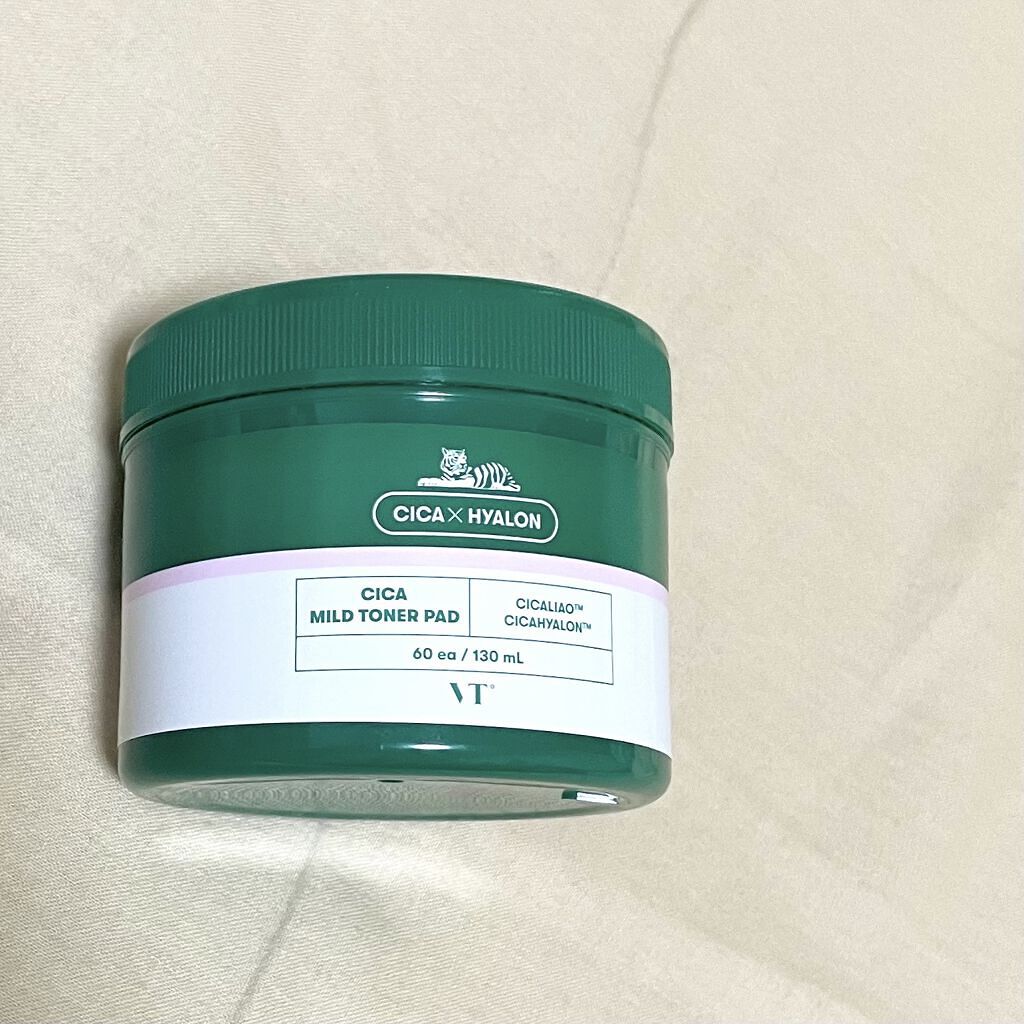 CICA X HYALON
CICA
MILD TONER PAD
CICALIAO™
CICAHYALON™
60 ea / 130 mL
VT®